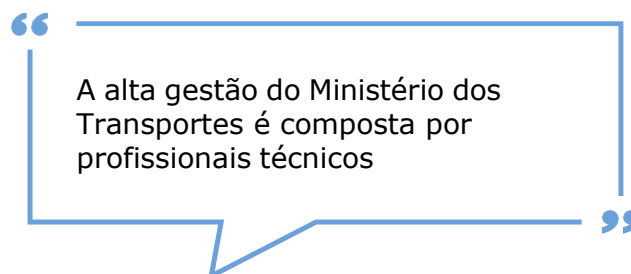 “
A alta gestão do Ministério dos
Transportes é composta por
profissionais técnicos
”